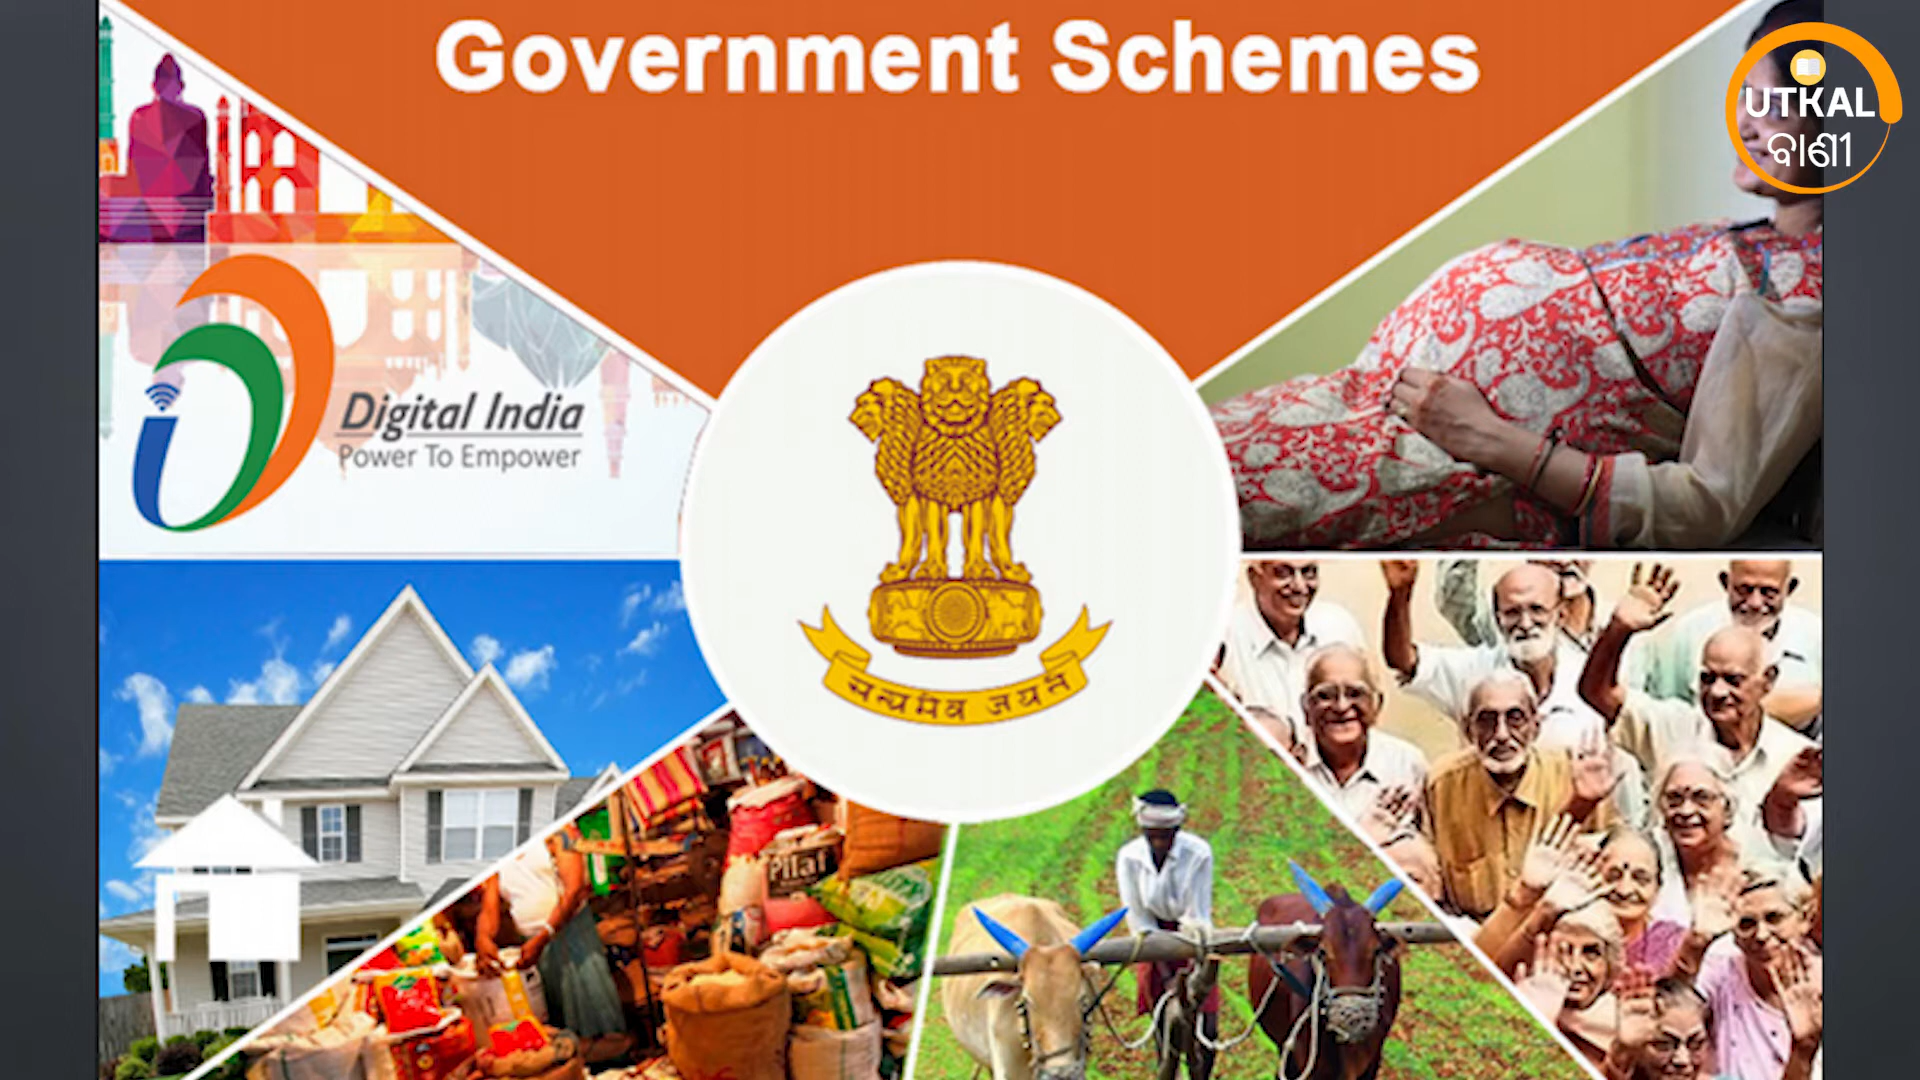 Government Schemes
UTKAL
ବାଣୀ
Digital India
Power To Empower
सत्यमेव जयते
Pilaf